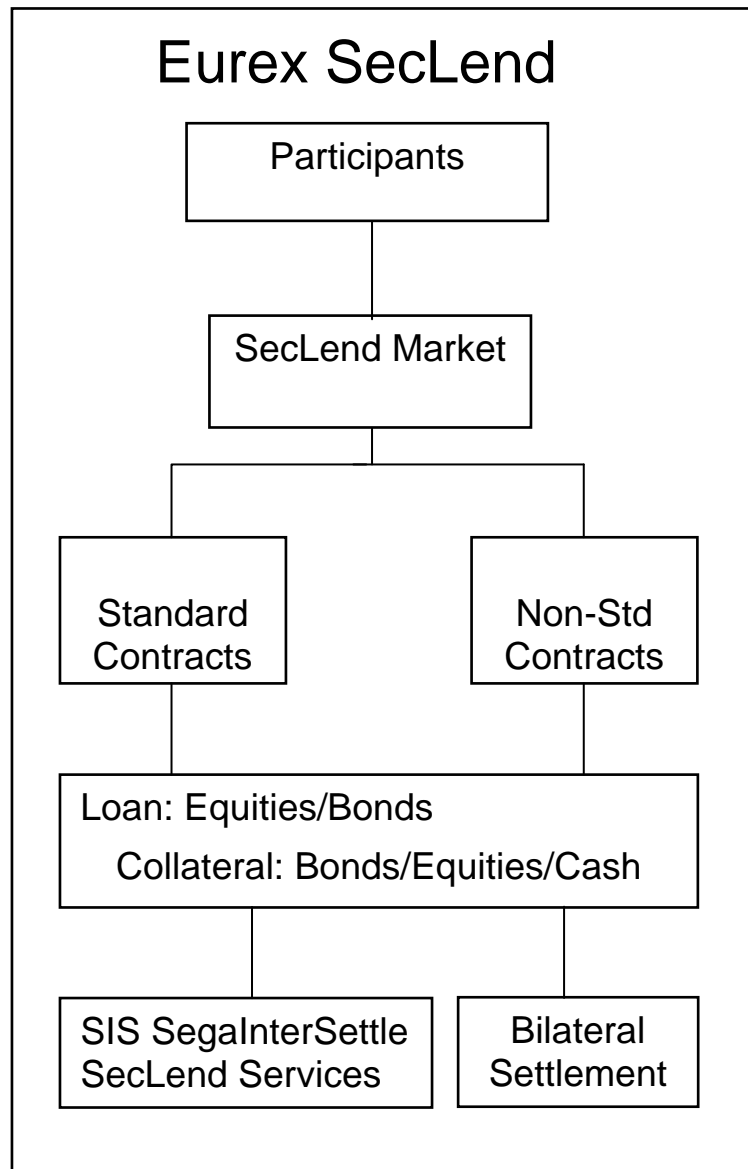 Eurex SecLend
Participants
SecLend Market
Standard
Contracts
Non-Std
Contracts
Loan: Equities/Bonds
Collateral: Bonds/Equities/Cash
SIS SegaInterSettle
SecLend Services
Bilateral
Settlement